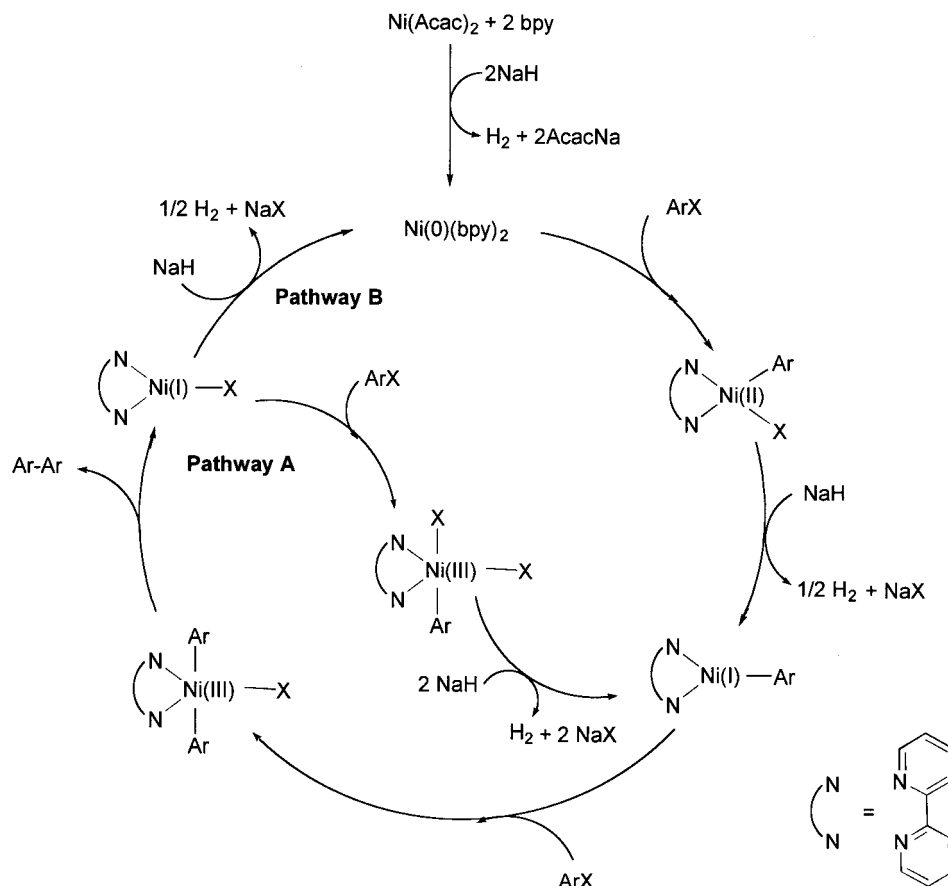 Ni(Acac)2 + 2 bpy
2NaH
H2 + 2AcacNa
1/2 H2 + NaX
Ni(0)(bpy)2
ArX
NaH
Pathway B
N
Ni(I)
X
N
ArX
N
Ar
Ni(II)
N
X
Ar-Ar
Pathway A
NaH
X
N
Ni(III)
X
N
Ar
1/2 H2 + NaX
Ar
N
Ni(III)
X
N
Ar
2 NaH
H2 + 2 NaX
N
Ni(I)
Ar
N
ArX
N
N
=
N
N